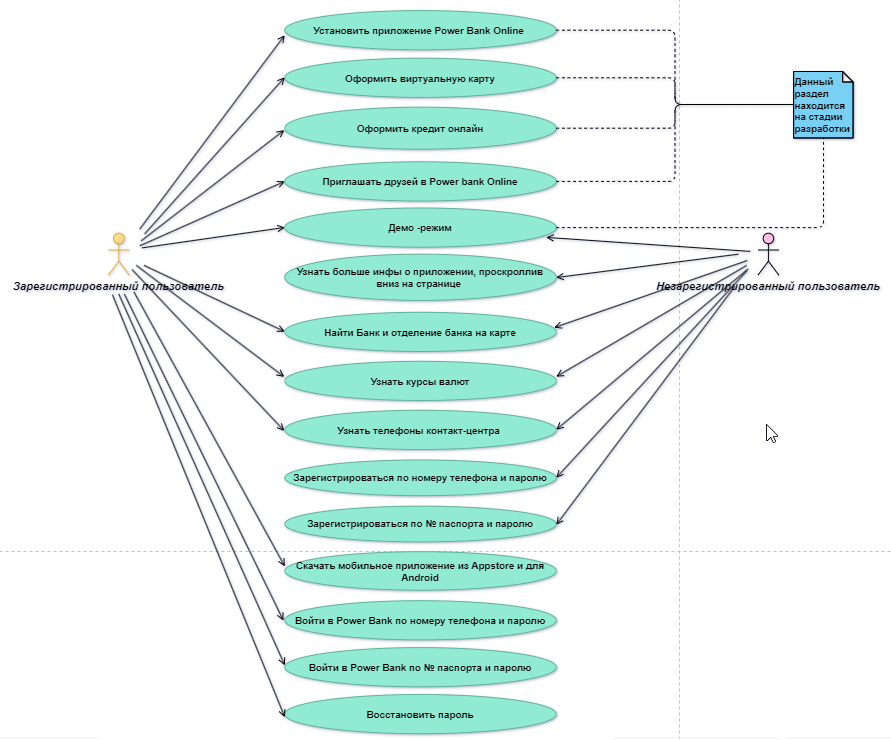 Установить приложение Power Bank Online
Оформить виртуальную карту
Оформить кредит онлайн
Приглашать друзей в Power bank Online
Демо -режим
Данный
раздел
находится
на стадии
разработки
Зарегистрированный пользователь
Незарегистрированный пользователь
Узнать больше инфы о приложении, проскроллив
вниз на странице
Найти Банк и отделение банка на карте
Узнать курсы валют
Узнать телефоны контакт-центра
Зарегистрироваться по номеру телефона и паролю
Зарегистрироваться по № паспорта и паролю
Скачать мобильное приложение из Appstore и для
Android
Войти в Power Bank по номеру телефона и паролю
Войти в Power Bank по № паспорта и паролю
Восстановить пароль